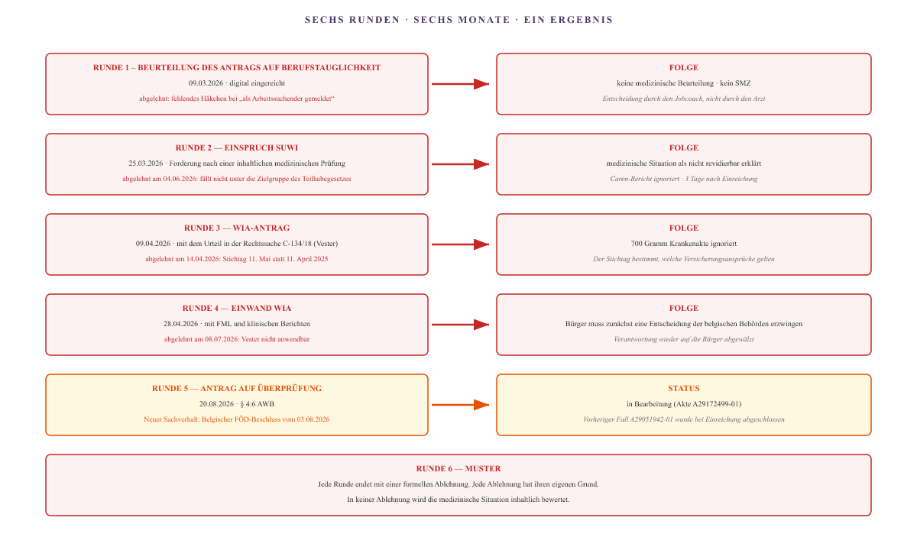 SECHS RUNDEN · SECHS MONATE · EIN ERGEBNIS
RUNDE 1 – BEURTEILUNG DES ANTRAGS AUF BERUFSTAUGLICHKEIT
09.03.2026 · digital eingereicht
abgelehnt: fehlendes Häkchen bei „als Arbeitssuchender gemeldet“
FOLGE
keine medizinische Beurteilung · kein SMZ
Entscheidung durch den Jobcoach, nicht durch den Arzt
RUNDE 2 — EINSPRUCH SUWI
25.03.2026 · Forderung nach einer inhaltlichen medizinischen Prüfung
abgelehnt am 04.06.2026: fällt nicht unter die Zielgruppe des Teilhabegesetzes
FOLGE
medizinische Situation als nicht revidierbar erklärt
Caron-Bericht ignoriert · 3 Tage nach Einreichung
RUNDE 3 — WIA-ANTRAG
09.04.2026 · mit dem Urteil in der Rechtssache C-134/18 (Vester)
abgelehnt am 14.04.2026: Stichtag 11. Mai statt 11. April 2025
FOLGE
700 Gramm Krankenakte ignoriert
Der Stichtag bestimmt, welche Versicherungsansprüche gelten
RUNDE 4 — EINWAND WIA
28.04.2026 · mit FML und klinischen Berichten
abgelehnt am 08.07.2026: Vester nicht anwendbar
FOLGE
Bürger muss zunächst eine Entscheidung der belgischen Behörden erzwingen
Verantwortung wieder auf die Bürger abgewälzt
RUNDE 5 — ANTRAG AUF ÜBERPRÜFUNG
20.08.2026 · § 4:6 AWB
Neuer Sachverhalt: Belgischer FÖD-Beschluss vom 03.08.2026
STATUS
in Bearbeitung (Akte A29172499-01)
Vorheriger Fall A29051942-01 wurde bei Einreichung abgeschlossen
RUNDE 6 — MUSTER
Jede Runde endet mit einer formellen Ablehnung. Jede Ablehnung hat ihren eigenen Grund.
In keiner Ablehnung wird die medizinische Situation inhaltlich bewertet.